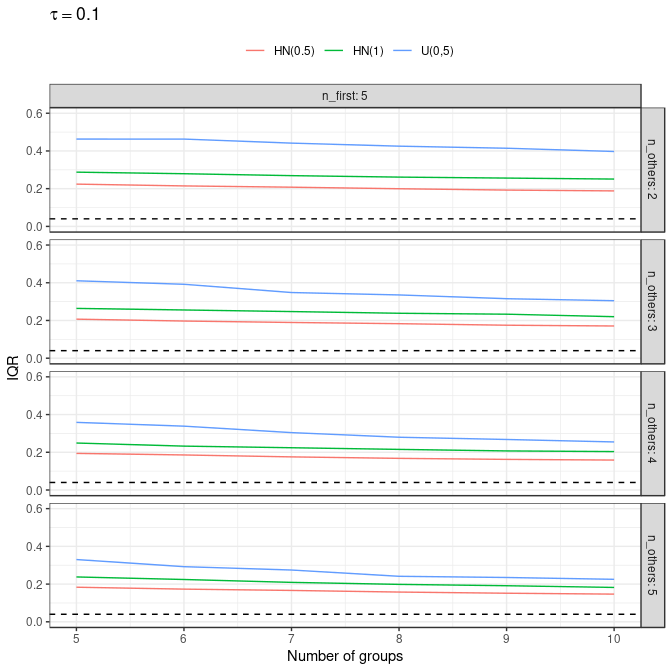 τ = 0.1
HN(0.5) HN(1) U(0,5)
n_first: 5
0.6
0.4
0.2
0.0
n_others: 2
0.6
0.4
0.2
0.0
n_others: 3
0.6
0.4
0.2
0.0
n_others: 4
0.6
0.4
0.2
0.0
n_others: 5
IQR
5 6 7 8 9 10
Number of groups